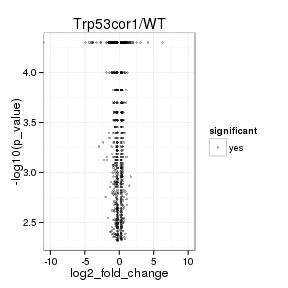 Trp53cor1/WT
-log10(p_value)
4.0
3.5
3.0
2.5
-10
-5
0
5
10
log2_fold_change
significant
yes